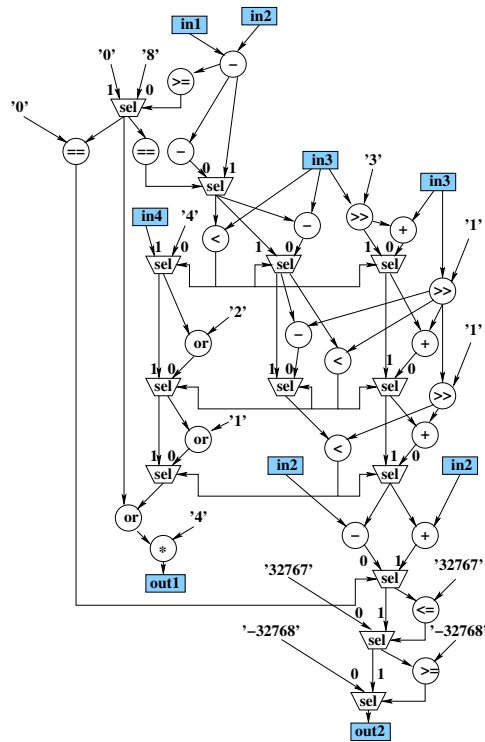 in1 in2
'0' '8' >= -
1 0
sel
'0'
== == - 0 1
sel in3 '3' in3
in4 '4' < - >> + '1'
1 0 1 0 1 0
sel sel sel
>>
'2' - + '1'
or <
1 0 1 0 1 0
sel sel sel >>
'1'
or < +
1 0 1 0
sel in2 sel in2
or '4' - +
* 0 1
out1 '32767' sel '32767'
<=
0 1
'-32768' sel '-32768'
>=
0 1
sel
out2